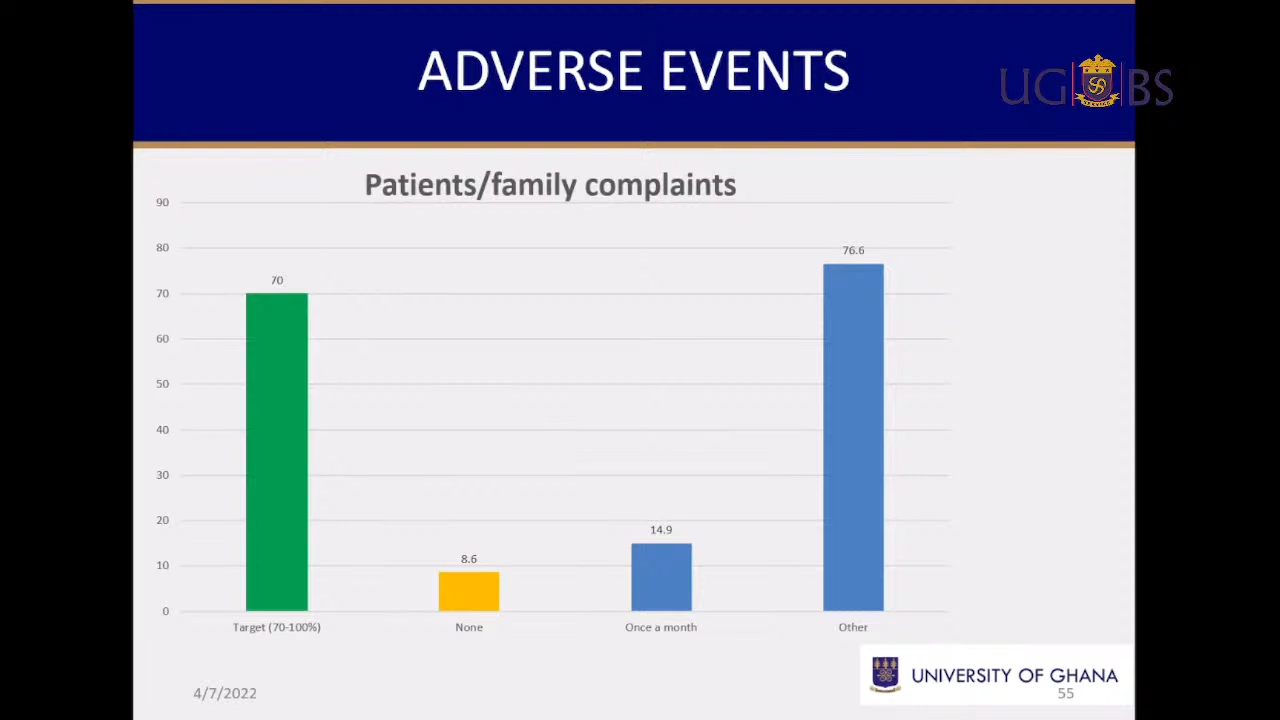 ADVERSE EVENTS
UG BS
Patients/family complaints
90
80
70
60
50
40
30
20
10
0
70
8.6
14.9
76.6
Target (70-100%)
None
Once a month
Other
UNIVERSITY OF GHANA
4/7/2022
55